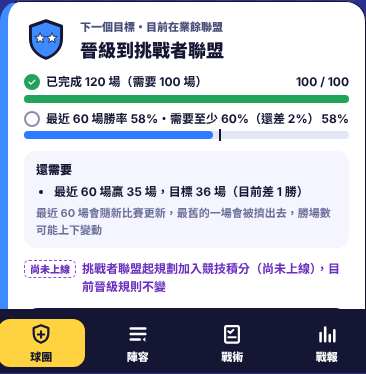 下一個目標・目前在業餘聯盟
晉級到挑戰者聯盟
已完成 120 場（需要 100 場） 100 / 100
最近 60 場勝率 58%・需要至少 60%（還差 2%） 58%
還需要
• 最近 60 場贏 35 場，目標 36 場（目前差 1 勝）
最近 60 場會隨新比賽更新，最舊的一場會被擠出去，勝場數
可能上下變動
尚未上線 挑戰者聯盟起規劃加入競技積分（尚未上線），目
前晉級規則不變
球團 陣容 戰術 戰報